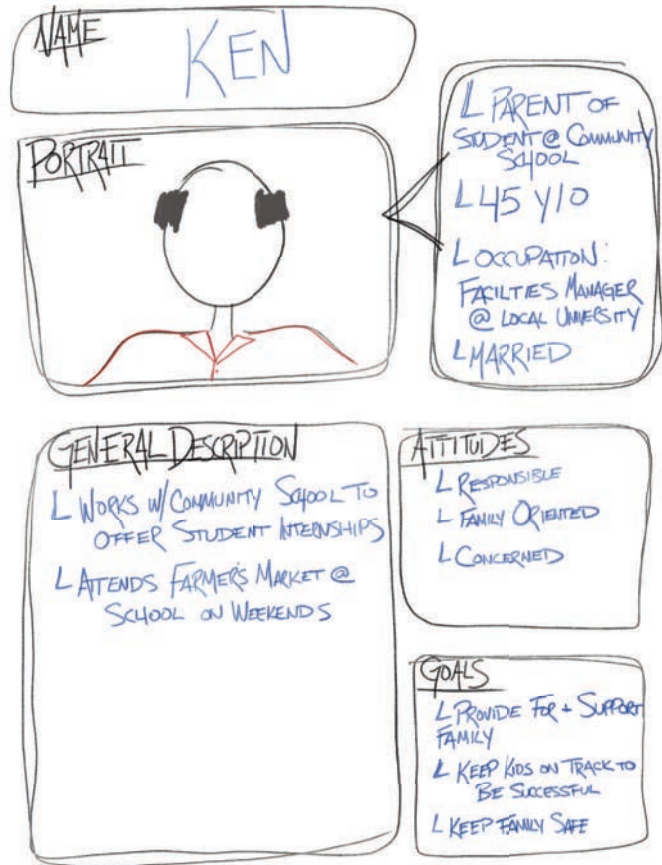 NAME
KEN
PORTRAIT
PARENT OF
STUDENT @ COMMUNITY
SCHOOL
45 Y/O
OCCUPATION:
FACILTIES MANAGER
@ LOCAL UNIVERSITY
MARRIED
GENERAL DESCRIPTION
WORKS W/ COMMUNITY SCHOOL TO
OFFER STUDENT INTERNSHIPS
ATTENDS FARMER'S MARKET @
SCHOOL ON WEEKENDS
ATTITUDES
RESPONSIBLE
FAMILY ORIENTED
CONCERNED
GOALS
PROVIDE FOR + SUPPORT
FAMILY
KEEP KIDS ON TRACK TO
BE SUCCESSFUL
KEEP FAMILY SAFE